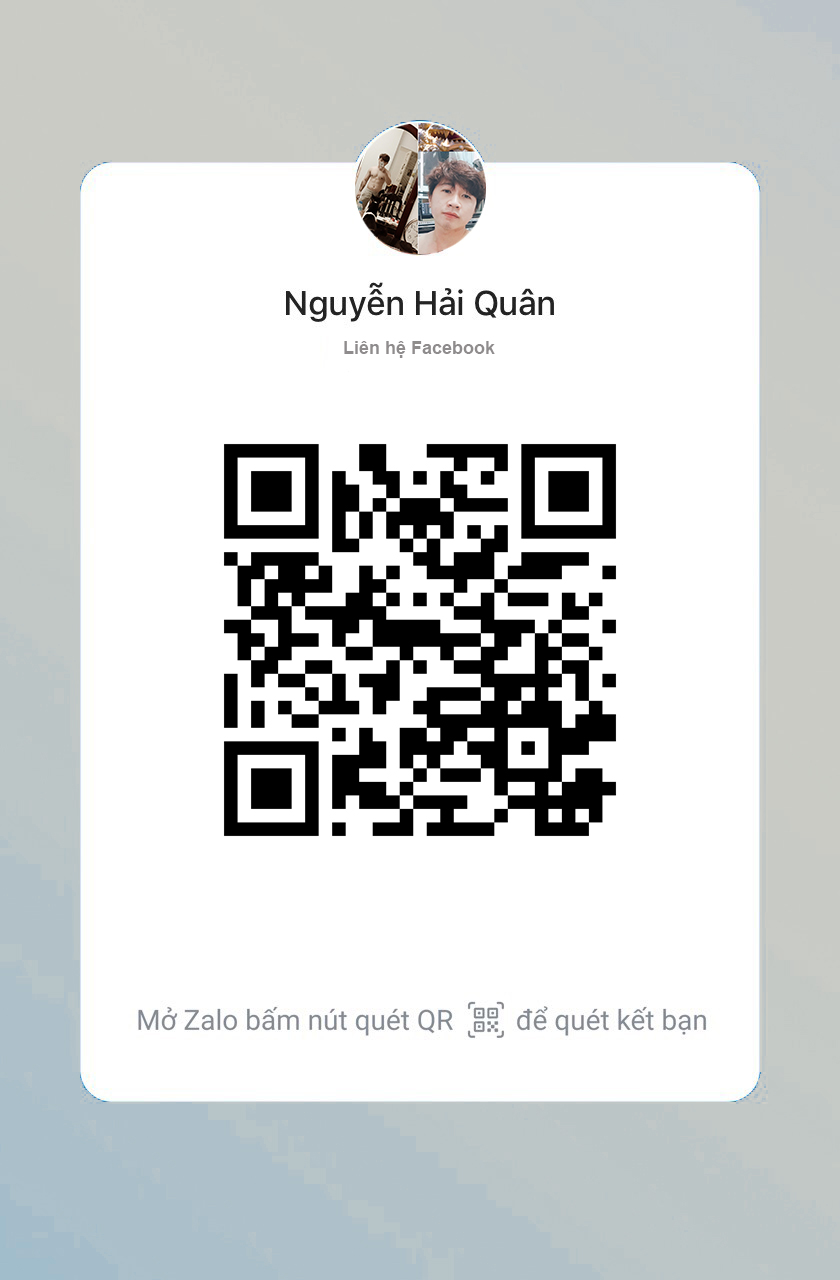 Nguyễn Hải Quân
Liên hệ Facebook
Mở Zalo bấm nút quét QR để quét kết bạn